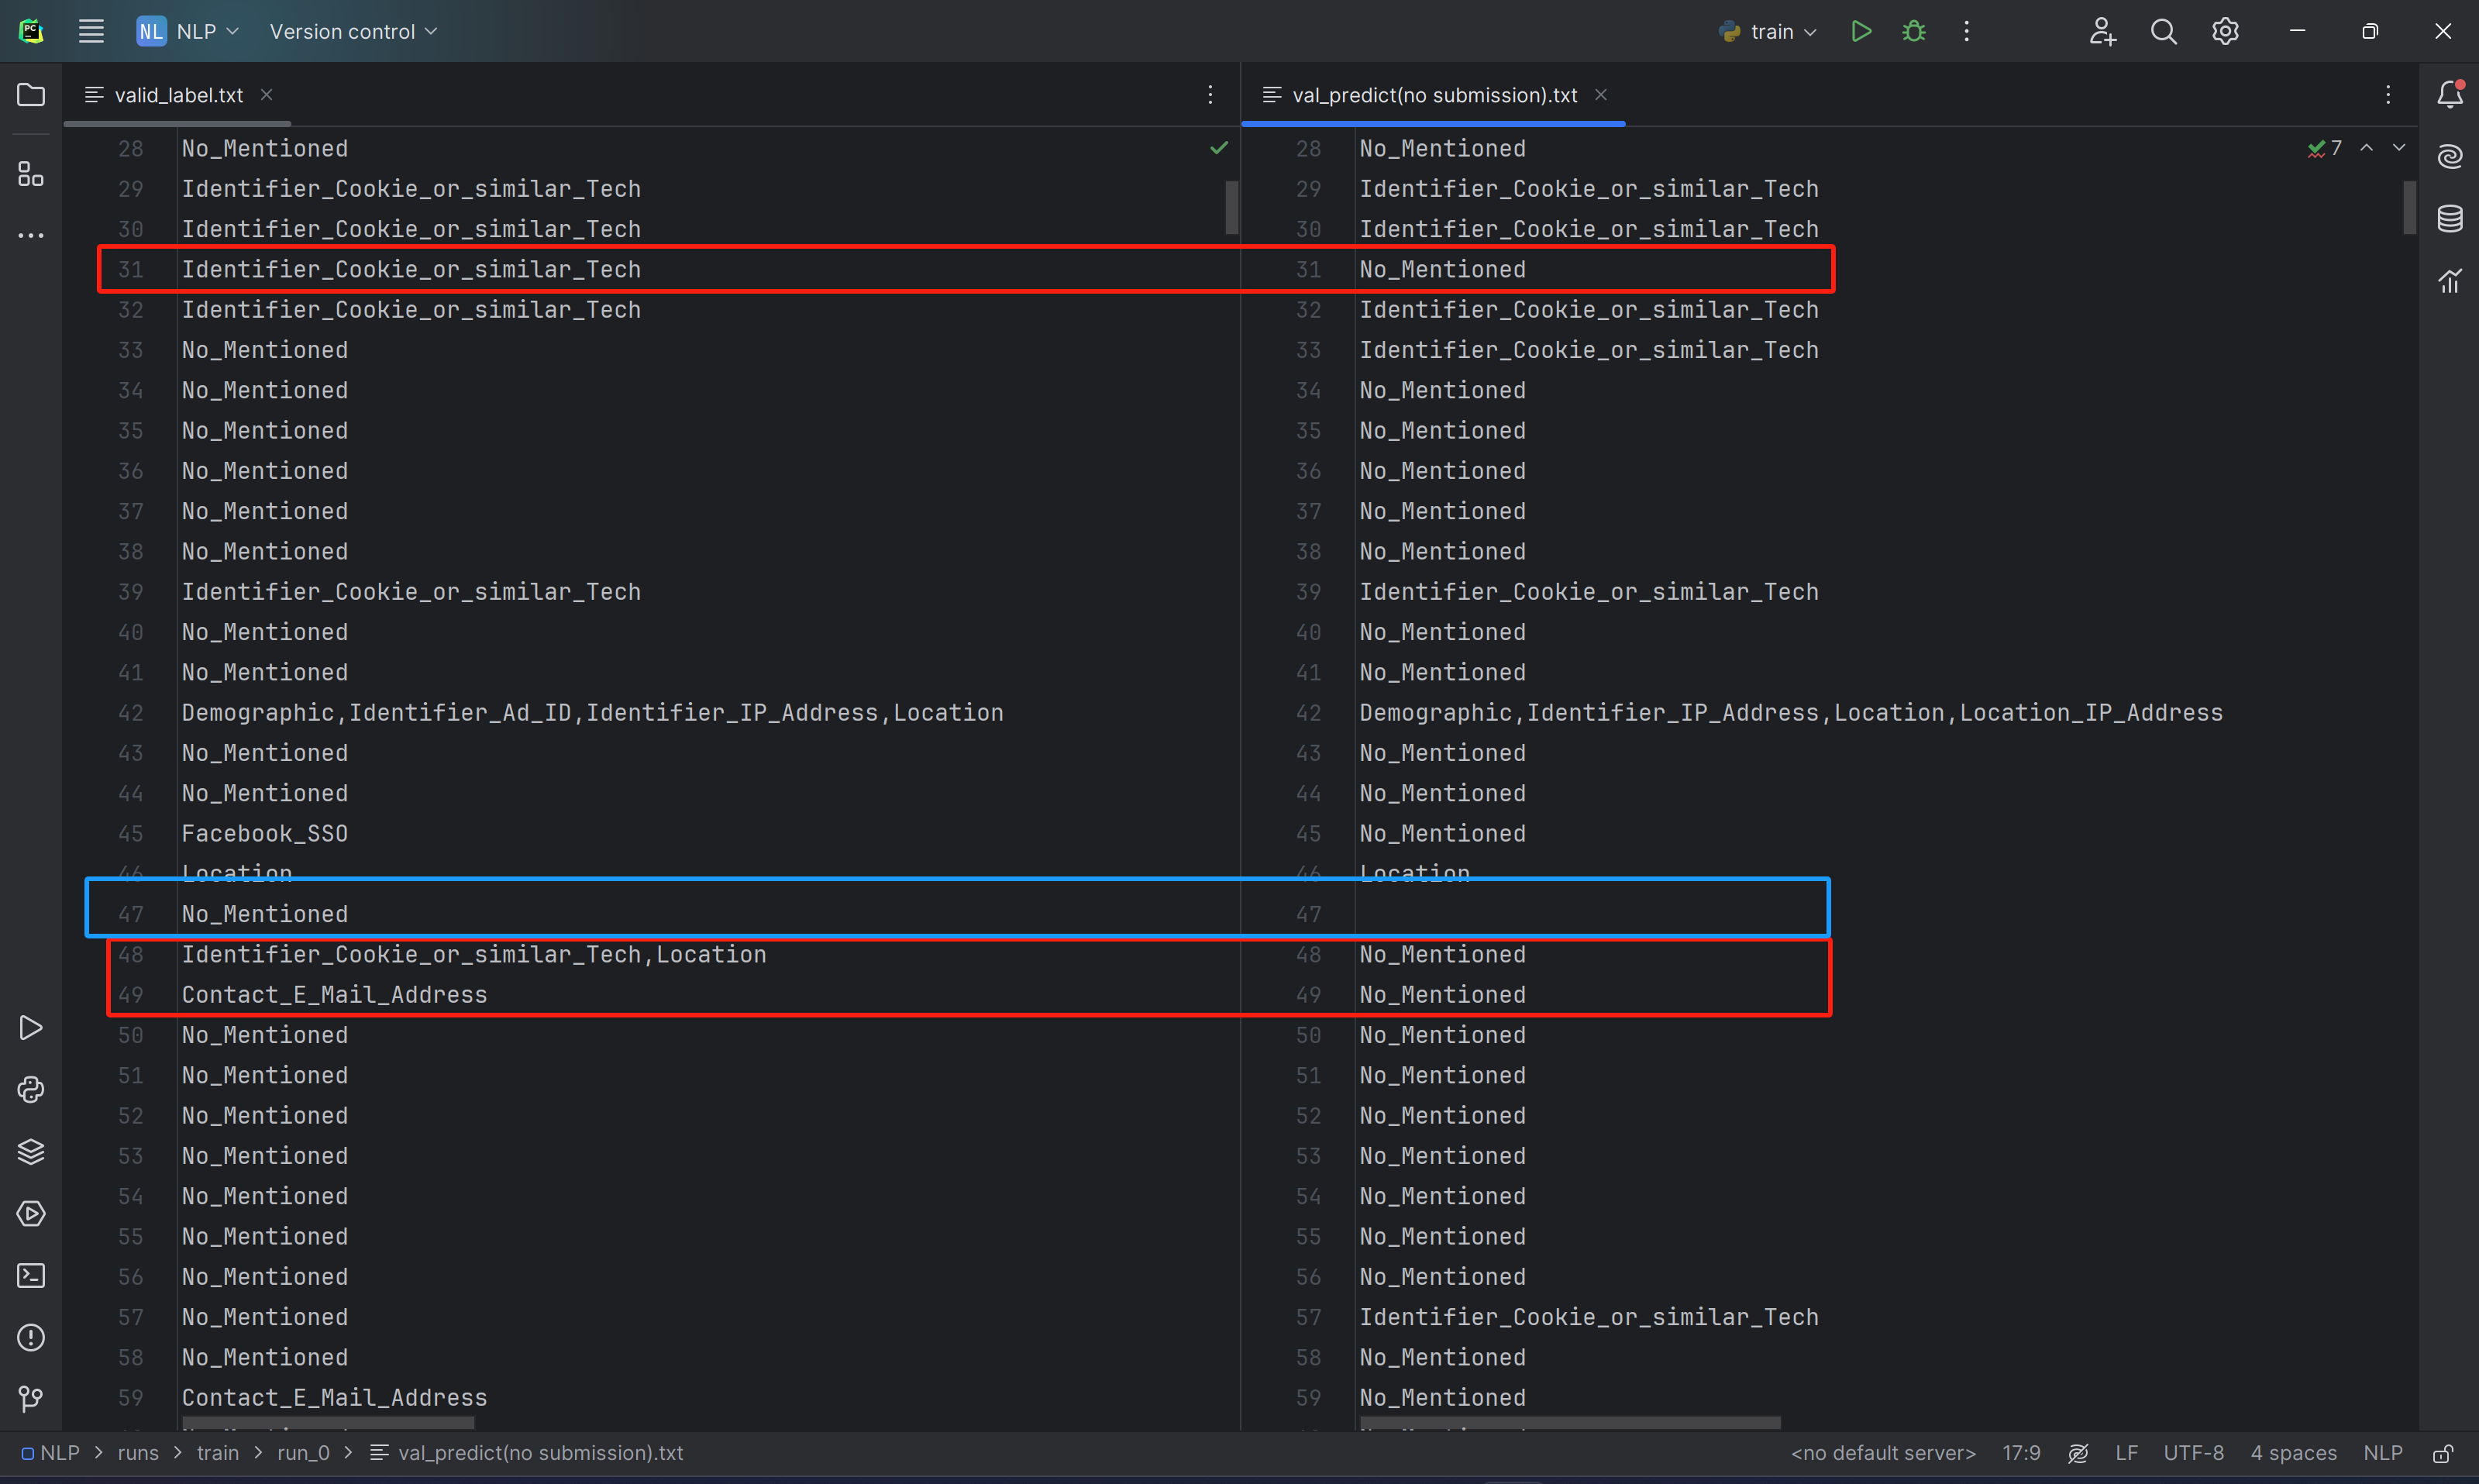 NL NLP Version control train
valid_label.txt
28 No_Mentioned
29 Identifier_Cookie_or_similar_Tech
30 Identifier_Cookie_or_similar_Tech
31 Identifier_Cookie_or_similar_Tech
32 Identifier_Cookie_or_similar_Tech
33 No_Mentioned
34 No_Mentioned
35 No_Mentioned
36 No_Mentioned
37 No_Mentioned
38 No_Mentioned
39 Identifier_Cookie_or_similar_Tech
40 No_Mentioned
41 No_Mentioned
42 Demographic,Identifier_Ad_ID,Identifier_IP_Address,Location
43 No_Mentioned
44 No_Mentioned
45 Facebook_SSO
46 Location
47 No_Mentioned
48 Identifier_Cookie_or_similar_Tech,Location
49 Contact_E_Mail_Address
50 No_Mentioned
51 No_Mentioned
52 No_Mentioned
53 No_Mentioned
54 No_Mentioned
55 No_Mentioned
56 No_Mentioned
57 No_Mentioned
58 No_Mentioned
59 Contact_E_Mail_Address
val_predict(no submission).txt
7
28 No_Mentioned
29 Identifier_Cookie_or_similar_Tech
30 Identifier_Cookie_or_similar_Tech
31 No_Mentioned
32 Identifier_Cookie_or_similar_Tech
33 Identifier_Cookie_or_similar_Tech
34 No_Mentioned
35 No_Mentioned
36 No_Mentioned
37 No_Mentioned
38 No_Mentioned
39 Identifier_Cookie_or_similar_Tech
40 No_Mentioned
41 No_Mentioned
42 Demographic,Identifier_IP_Address,Location,Location_IP_Address
43 No_Mentioned
44 No_Mentioned
45 No_Mentioned
46 Location
47
48 No_Mentioned
49 No_Mentioned
50 No_Mentioned
51 No_Mentioned
52 No_Mentioned
53 No_Mentioned
54 No_Mentioned
55 No_Mentioned
56 No_Mentioned
57 Identifier_Cookie_or_similar_Tech
58 No_Mentioned
59 No_Mentioned
NLP > runs > train > run_0 > val_predict(no submission).txt
<no default server> 17:9 LF UTF-8 4 spaces NLP